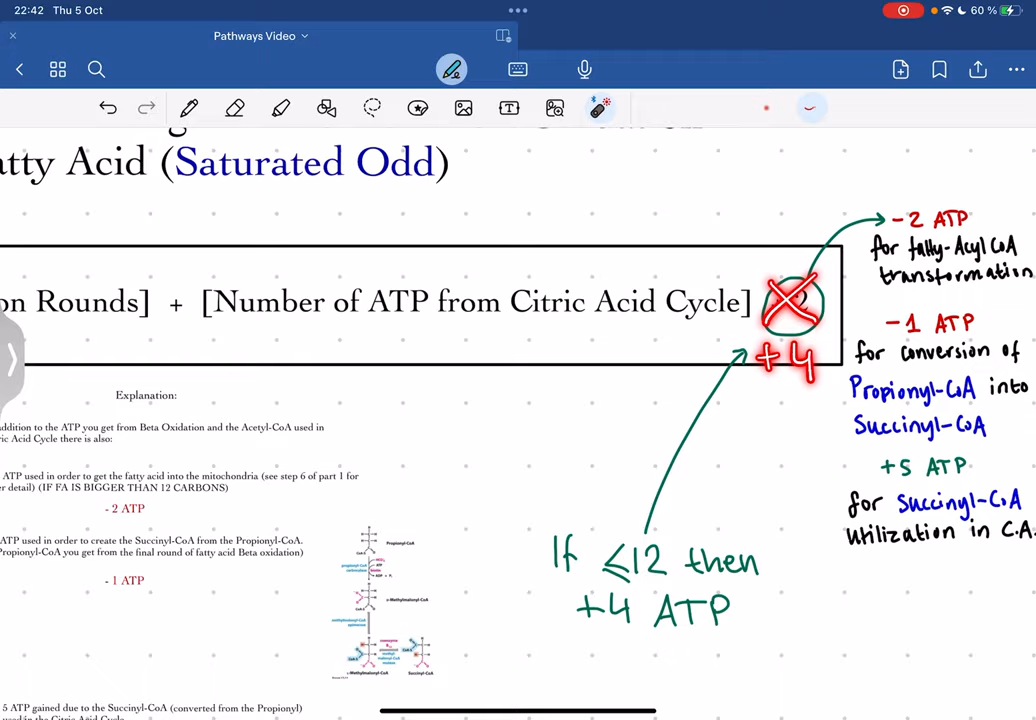 22:42 Thu 5 Oct
60 %
Pathways Video
atty Acid (Saturated Odd)
on Rounds] + [Number of ATP from Citric Acid Cycle]
+4
-2 ATP
for fatty-Acyl CoA
transformation
-1 ATP
for conversion of
Propionyl-CoA into
Succinyl-CoA
+5 ATP
for Succinyl-CoA
utilization in C.A.
If ≤12 then
+4 ATP
Explanation:
addition to the ATP you get from Beta Oxidation and the Acetyl-CoA used in
ric Acid Cycle there is also:
ATP used in order to get the fatty acid into the mitochondria (see step 6 of part 1 for
er detail) (IF FA IS BIGGER THAN 12 CARBONS)
- 2 ATP
ATP used in order to create the Succinyl-CoA from the Propionyl-CoA.
Propionyl-CoA you get from the final round of fatty acid Beta oxidation)
- 1 ATP
Propionyl-CoA
Succinyl-CoA
5 ATP gained due to the Succinyl-CoA (converted from the Propionyl)